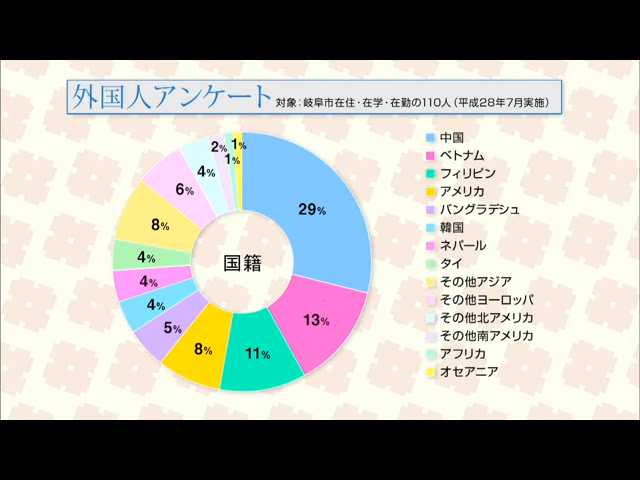 外国人アンケート 対象：岐阜市在住・在学・在勤の110人（平成28年7月実施）
国籍
29%
13%
11%
8%
5%
4%
4%
4%
8%
6%
4%
2%
1%
1%
中国
ベトナム
フィリピン
アメリカ
バングラデシュ
韓国
ネパール
タイ
その他アジア
その他ヨーロッパ
その他北アメリカ
その他南アメリカ
アフリカ
オセアニア